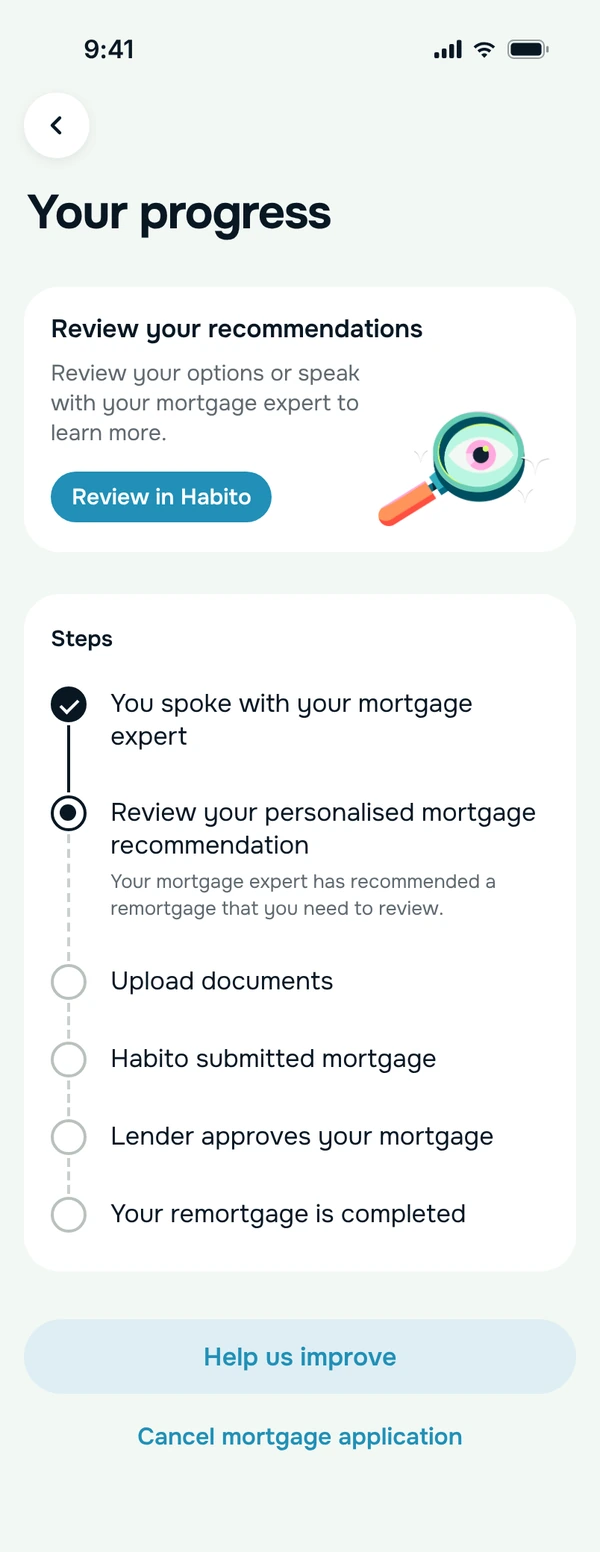 9:41
Your progress
Review your recommendations
Review your options or speak
with your mortgage expert to
learn more.
Review in Habito
Steps
You spoke with your mortgage
expert
Review your personalised mortgage
recommendation
Your mortgage expert has recommended a
remortgage that you need to review.
Upload documents
Habito submitted mortgage
Lender approves your mortgage
Your remortgage is completed
Help us improve
Cancel mortgage application